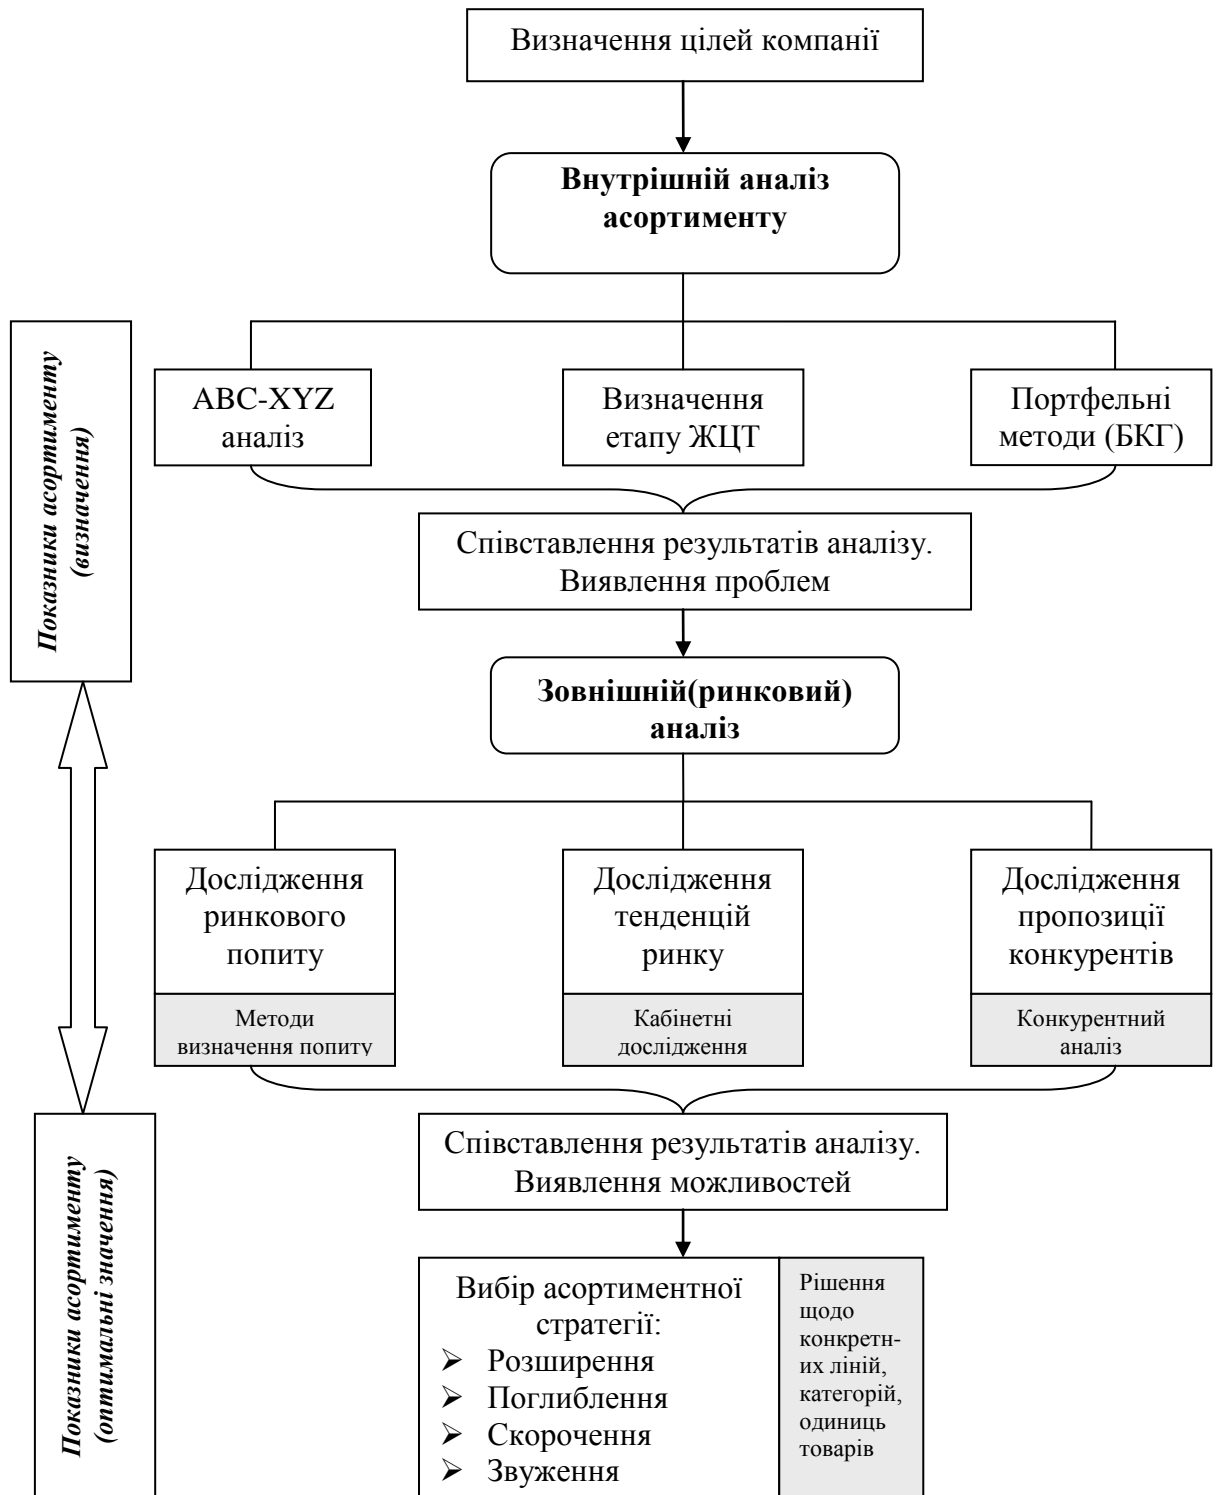 Визначення цілей компанії
Внутрішній аналіз
асортименту
Показники асортименту
(визначення)
ABC-XYZ
аналіз
Визначення
етапу ЖЦТ
Портфельні
методи (БКГ)
Співставлення результатів аналізу.
Виявлення проблем
Зовнішній(ринковий)
аналіз
Дослідження
ринкового
попиту
Методи
визначення попиту
Дослідження
тенденцій
ринку
Кабінетні
дослідження
Дослідження
пропозиції
конкурентів
Конкурентний
аналіз
Показники асортименту
(оптимальні значення)
Співставлення результатів аналізу.
Виявлення можливостей
Вибір асортиментної
стратегії:
➢ Розширення
➢ Поглиблення
➢ Скорочення
➢ Звуження
Рішення
щодо
конкретн-
их ліній,
категорій,
одиниць
товарів